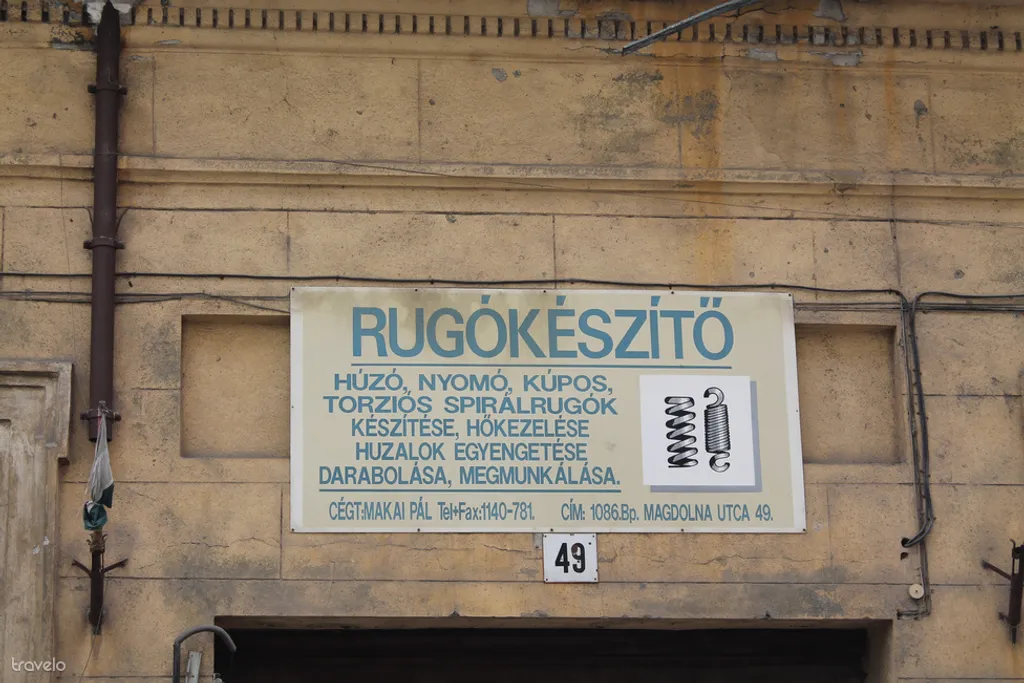 RUGÓKÉSZÍTŐ
HÚZÓ, NYOMÓ, KÚPOS,
TORZIÓS SPIRÁLRUGÓK
KÉSZÍTÉSE, HŐKEZELÉSE
HUZALOK EGYENGETÉSE
DARABOLÁSA, MEGMUNKÁLÁSA.
CÉGT:MAKAI PÁL Tel+Fax:1140-781. CÍM: 1086.Bp. MAGDOLNA UTCA 49.
49
travelo